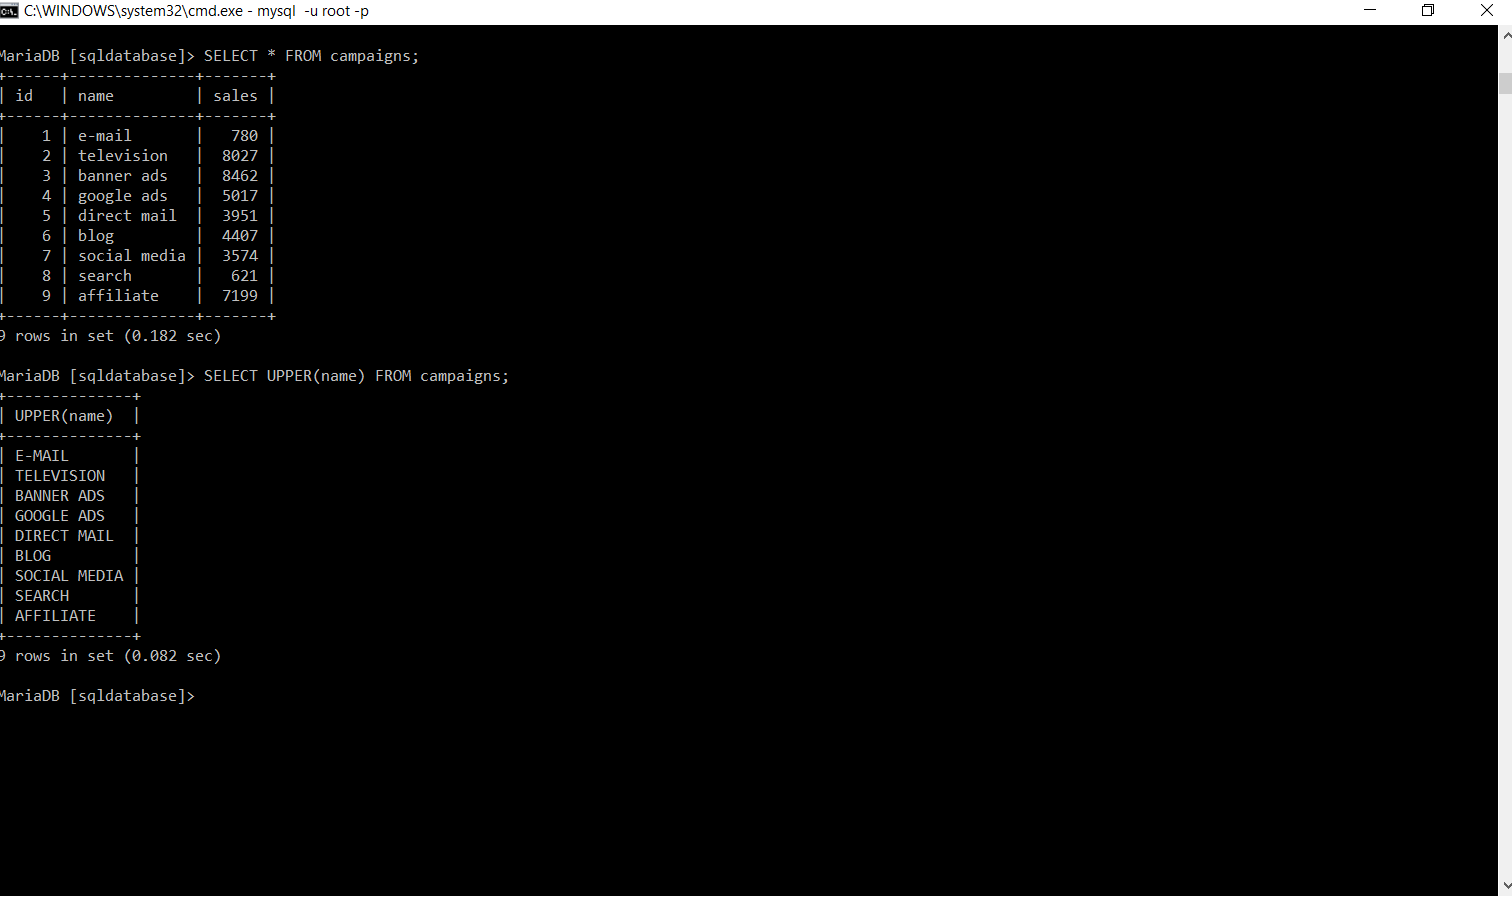 C:\WINDOWS\system32\cmd.exe - mysql  -u root -p
MariaDB [sqldatabase]> SELECT * FROM campaigns;
+------+--------------+-------+
| id   | name         | sales |
+------+--------------+-------+
|    1 | e-mail       |   780 |
|    2 | television   |  8027 |
|    3 | banner ads   |  8462 |
|    4 | google ads   |  5017 |
|    5 | direct mail  |  3951 |
|    6 | blog         |  4407 |
|    7 | social media |  3574 |
|    8 | search       |   621 |
|    9 | affiliate    |  7199 |
+------+--------------+-------+
9 rows in set (0.182 sec)
MariaDB [sqldatabase]> SELECT UPPER(name) FROM campaigns;
+--------------+
| UPPER(name)  |
+--------------+
| E-MAIL       |
| TELEVISION   |
| BANNER ADS   |
| GOOGLE ADS   |
| DIRECT MAIL  |
| BLOG         |
| SOCIAL MEDIA |
| SEARCH       |
| AFFILIATE    |
+--------------+
9 rows in set (0.082 sec)
MariaDB [sqldatabase]>